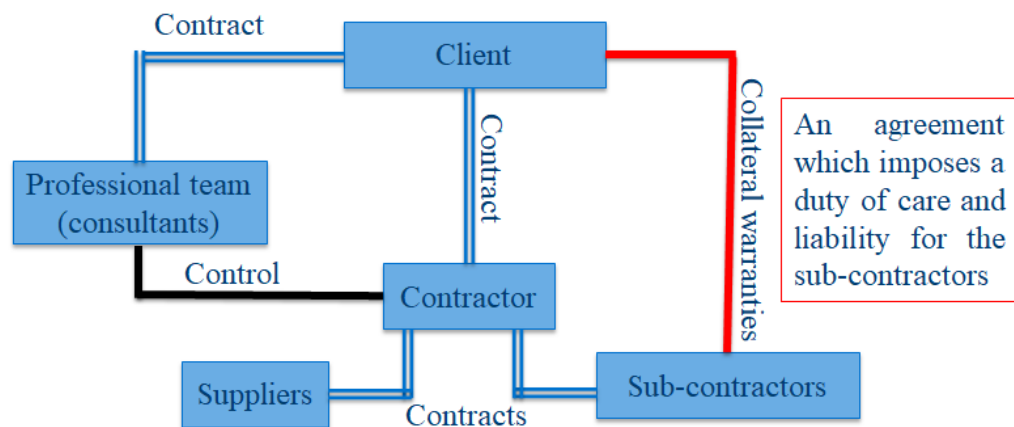 Contract
Client
Contract
Collateral warranties
An agreement
which imposes a
duty of care and
liability for the
sub-contractors
Professional team
(consultants)
Control
Contractor
Suppliers
Contracts
Sub-contractors